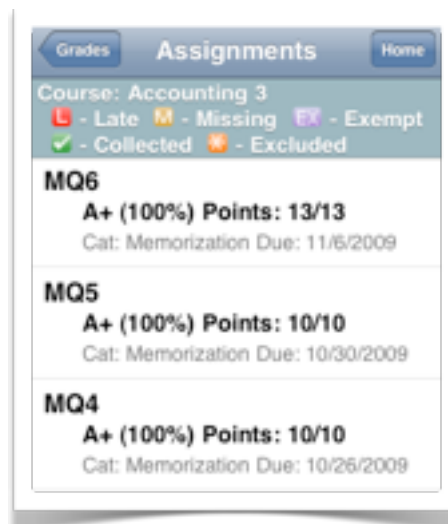 Grades Assignments Home
Course: Accounting 3
L - Late M - Missing EX - Exempt
✓ - Collected * - Excluded
MQ6
A+ (100%) Points: 13/13
Cat: Memorization Due: 11/6/2009
MQ5
A+ (100%) Points: 10/10
Cat: Memorization Due: 10/30/2009
MQ4
A+ (100%) Points: 10/10
Cat: Memorization Due: 10/26/2009